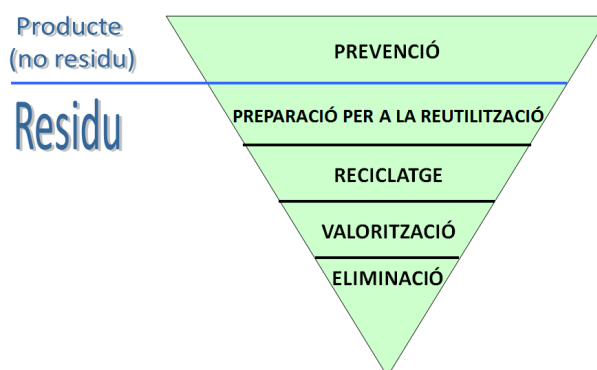 Producte
(no residu)
PREVENCIÓ
Residu
PREPARACIÓ PER A LA REUTILITZACIÓ
RECICLATGE
VALORITZACIÓ
ELIMINACIÓ